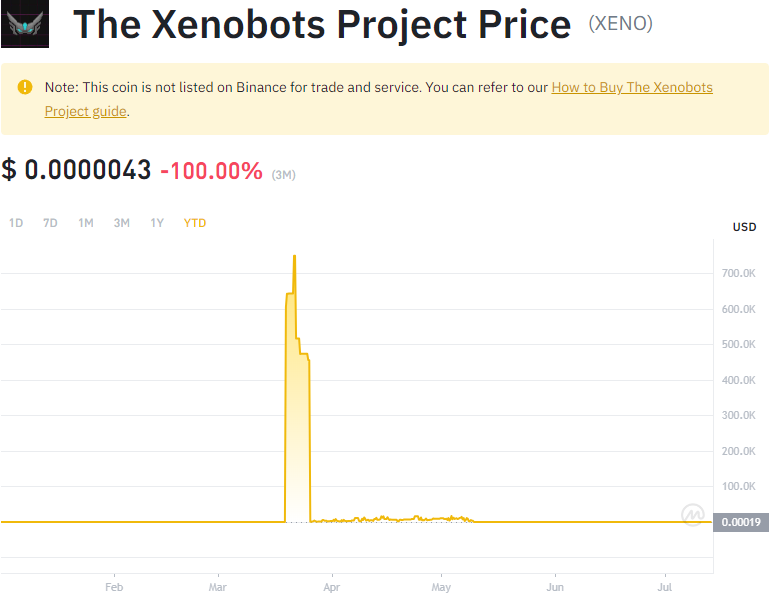 The Xenobots Project Price (XENO)
Note: This coin is not listed on Binance for trade and service. You can refer to our How to Buy The Xenobots
Project guide.
$ 0.0000043 -100.00% (3M)
1D 7D 1M 3M 1Y YTD
USD
700.0K
600.0K
500.0K
400.0K
300.0K
200.0K
100.0K
0.00019
Feb Mar Apr May Jun Jul